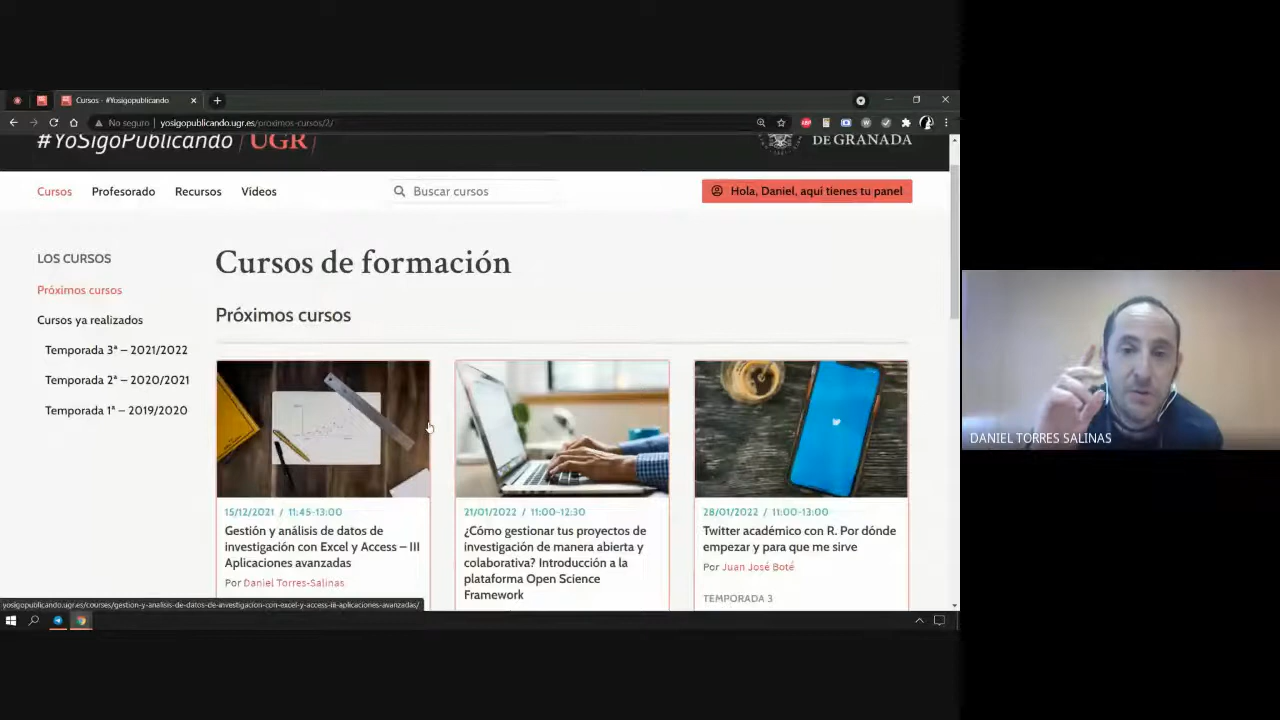 Cursos - #Yosigopublicando
No seguro
yosigopublicando.ugr.es/proximos-cursos/2/
#YoSigoPublicando / UGR /
DE GRANADA
Cursos
Profesorado
Recursos
Vídeos
Buscar cursos
Hola, Daniel, aquí tienes tu panel
LOS CURSOS
Próximos cursos
Cursos ya realizados
Temporada 3ª – 2021/2022
Temporada 2ª – 2020/2021
Temporada 1ª – 2019/2020
Cursos de formación
Próximos cursos
15/12/2021 / 11:45-13:00
Gestión y análisis de datos de
investigación con Excel y Access – III
Aplicaciones avanzadas
Por Daniel Torres-Salinas
21/01/2022 / 11:00-12:30
¿Cómo gestionar tus proyectos de
investigación de manera abierta y
colaborativa? Introducción a la
plataforma Open Science
Framework
28/01/2022 / 11:00-13:00
Twitter académico con R. Por dónde
empezar y para que me sirve
Por Juan José Boté
TEMPORADA 3
yosigopublicando.ugr.es/courses/gestion-y-analisis-de-datos-de-investigacion-con-excel-y-access-iii-aplicaciones-avanzadas/
DANIEL TORRES SALINAS